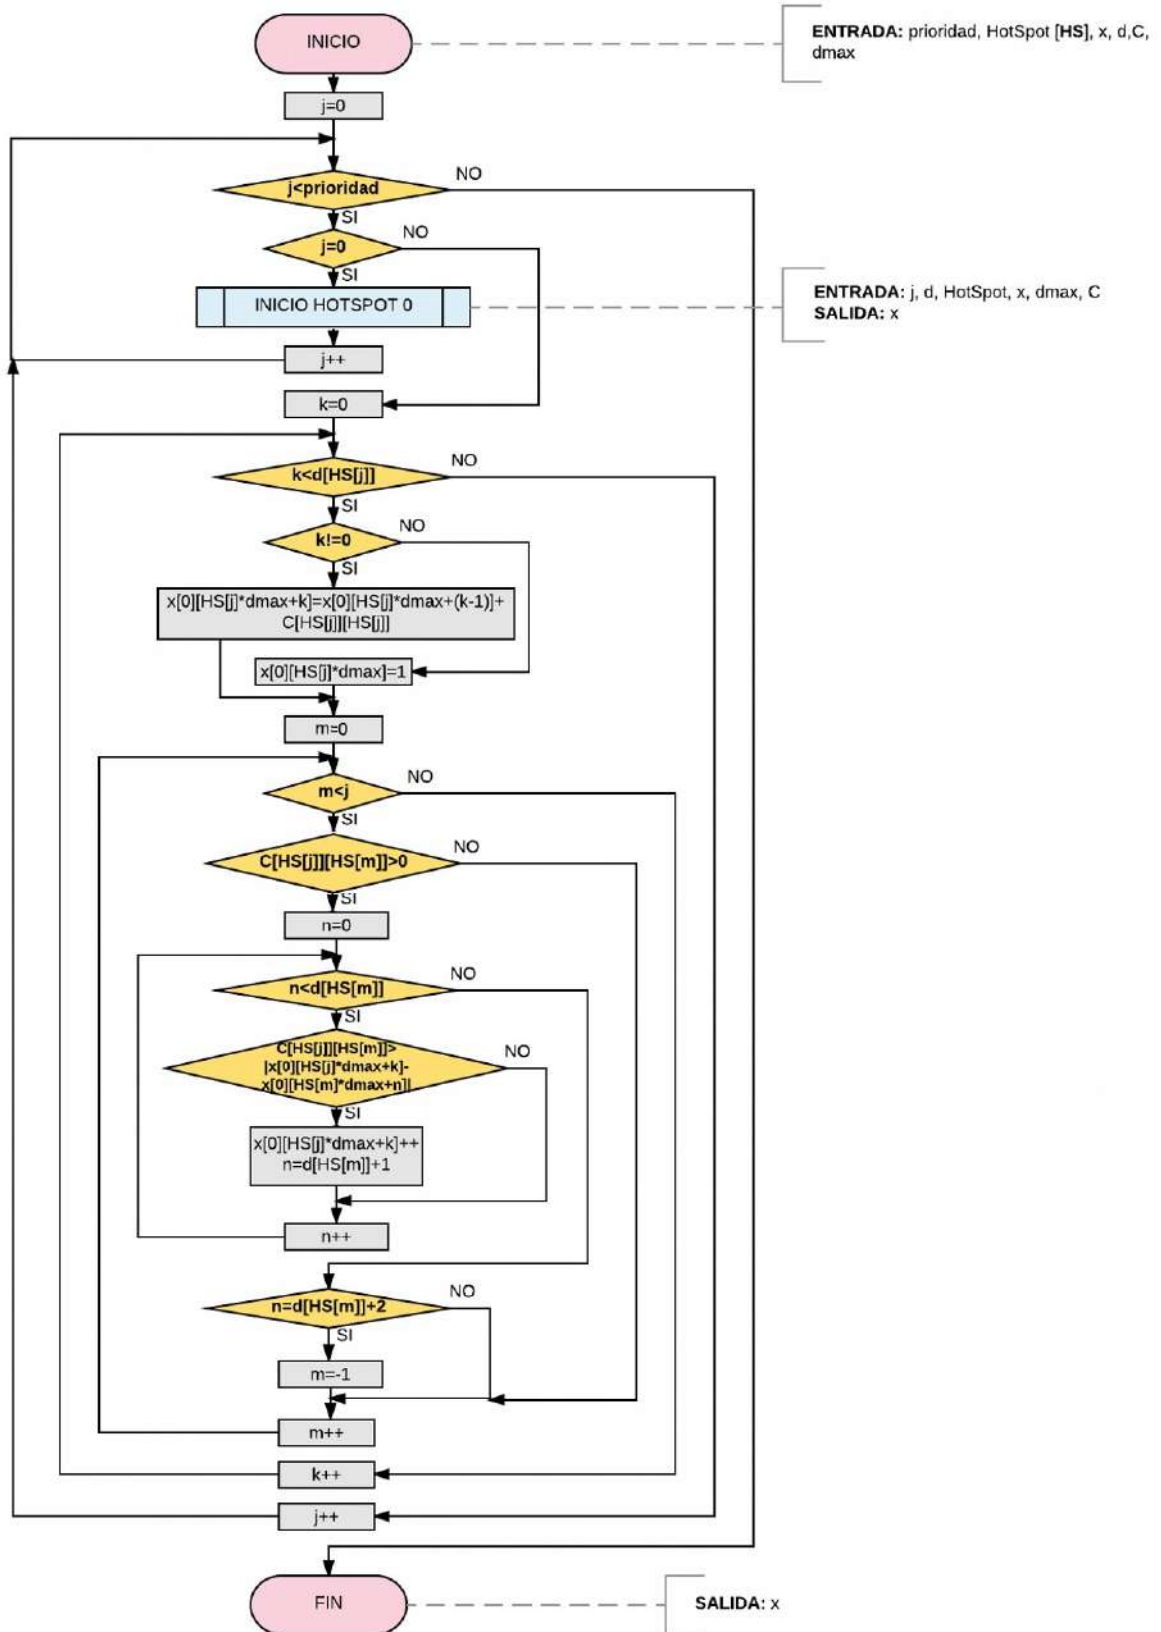 INICIO
ENTRADA: prioridad, HotSpot [HS], x, d,C,
dmax
j=0
j<prioridad
NO
SI
j=0
NO
SI
INICIO HOTSPOT 0
ENTRADA: j, d, HotSpot, x, dmax, C
SALIDA: x
j++
k=0
k<d[HS[j]]
NO
SI
k!=0
NO
SI
x[0][HS[j]*dmax+k]=x[0][HS[j]*dmax+(k-1)]+
C[HS[j]][HS[j]]
x[0][HS[j]*dmax]=1
m=0
m<j
NO
SI
C[HS[j]][HS[m]]>0
NO
SI
n=0
n<d[HS[m]]
NO
SI
C[HS[j]][HS[m]]>
|x[0][HS[j]*dmax+k]-
x[0][HS[m]*dmax+n]|
NO
SI
x[0][HS[j]*dmax+k]++
n=d[HS[m]]+1
n++
n=d[HS[m]]+2
NO
SI
m=-1
m++
k++
j++
FIN
SALIDA: x